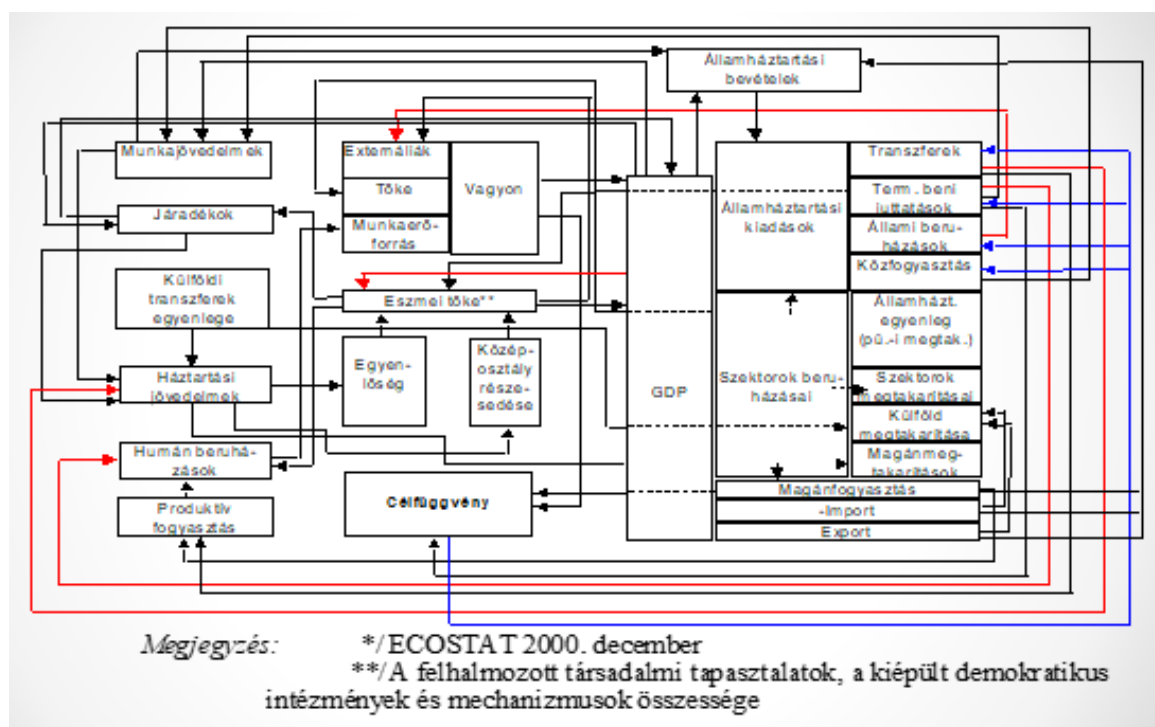 Államháztartási
bevételek
Munkajövedelmek
Externáliák
Tőke
Munkaerő-
forrás
Vagyon
Járadékok
Külföldi
transzferek
egyenlege
Eszmei tőke**
Egyen-
lőség
Közép-
osztály
része-
sedése
Háztartási
jövedelmek
Humán beruhá-
zások
Produktív
fogyasztás
Célfüggvény
GDP
Államháztartási
kiadások
Transzferek
Term. beni
juttatások
Állami beru-
házások
Közfogyasztás
Szektorok beru-
házásai
Államházt.
egyenleg
(pü.-i megtak.)
Szektorok
megtakarításai
Külföld
megtakarítása
Magánmeg-
takarítások
Magánfogyasztás
-Import
Export
Megjegyzés: */ ECOSTAT 2000. december
**/ A felhalmozott társadalmi tapasztalatok, a kiépült demokratikus
intézmények és mechanizmusok összessége